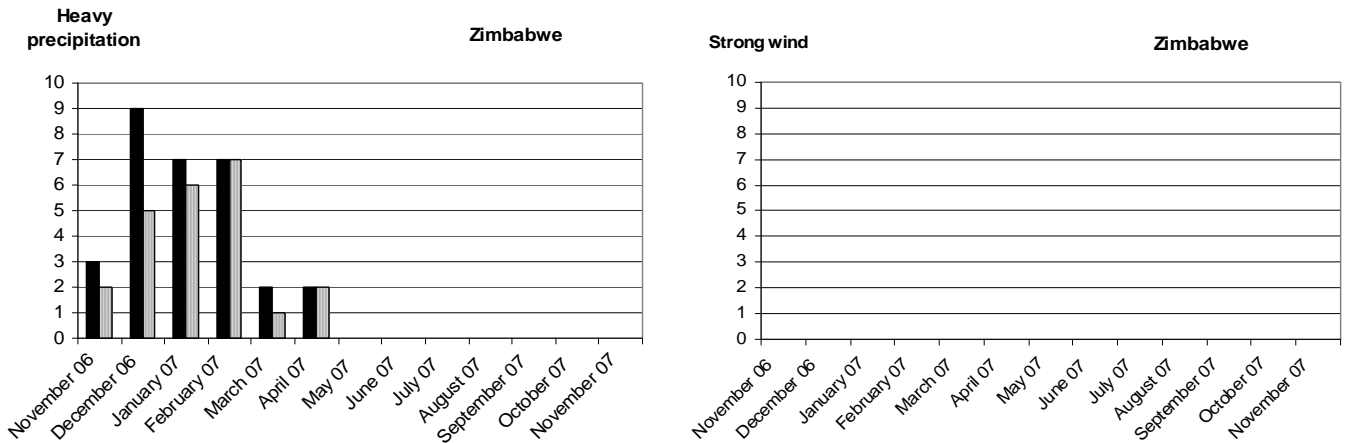 Heavy
precipitation
Zimbabwe
10
9
8
7
6
5
4
3
2
1
0
November 06
December 06
January 07
February 07
March 07
April 07
May 07
June 07
July 07
August 07
September 07
October 07
November 07
Strong wind
Zimbabwe
10
9
8
7
6
5
4
3
2
1
0
November 06
December 06
January 07
February 07
March 07
April 07
May 07
June 07
July 07
August 07
September 07
October 07
November 07